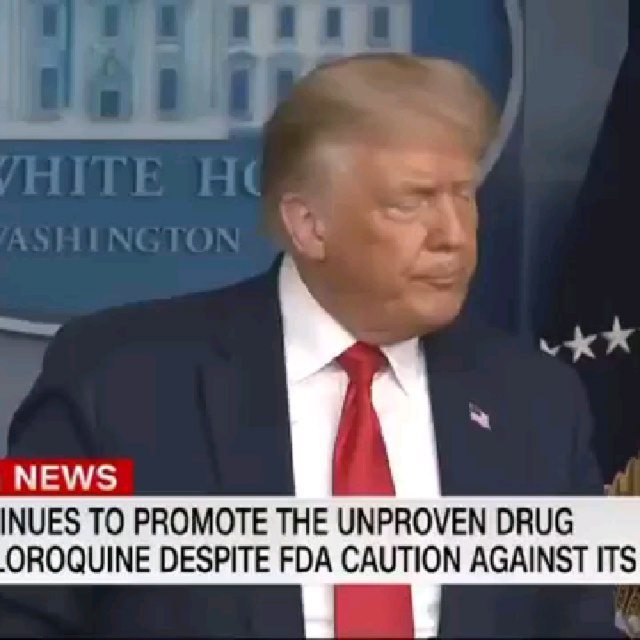 WHITE HO
WASHINGTON
NEWS
INUES TO PROMOTE THE UNPROVEN DRUG
LOROQUINE DESPITE FDA CAUTION AGAINST ITS